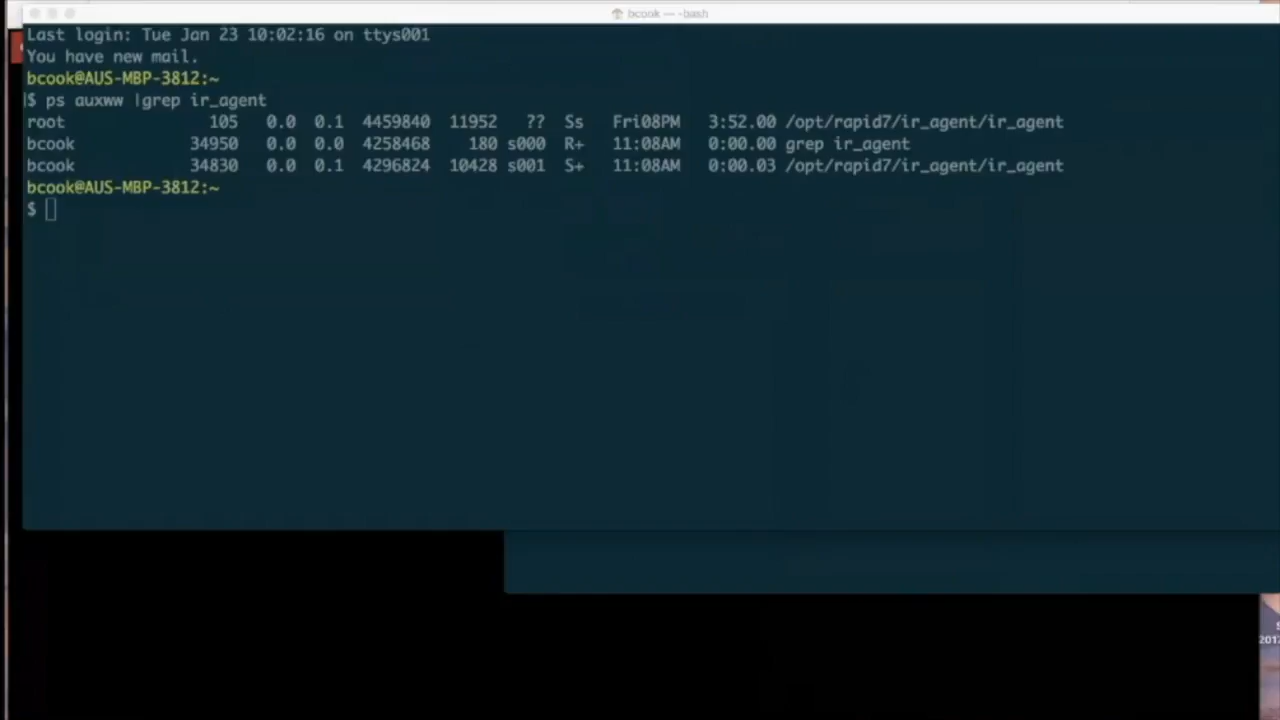 bcook — -bash
Last login: Tue Jan 23 10:02:16 on ttys001
You have new mail.
bcook@AUS-MBP-3812:~
$ ps auxww |grep ir_agent
root 105 0.0 0.1 4459840 11952 ?? Ss Fri08PM 3:52.00 /opt/rapid7/ir_agent/ir_agent
bcook 34950 0.0 0.0 4258468 180 s000 R+ 11:08AM 0:00.00 grep ir_agent
bcook 34830 0.0 0.1 4296824 10428 s001 S+ 11:08AM 0:00.03 /opt/rapid7/ir_agent/ir_agent
bcook@AUS-MBP-3812:~
$